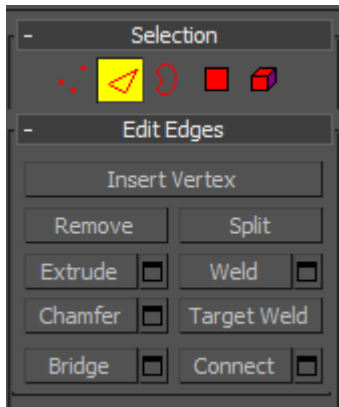 - Selection
- Edit Edges
Insert Vertex
Remove Split
Extrude Weld
Chamfer Target Weld
Bridge Connect